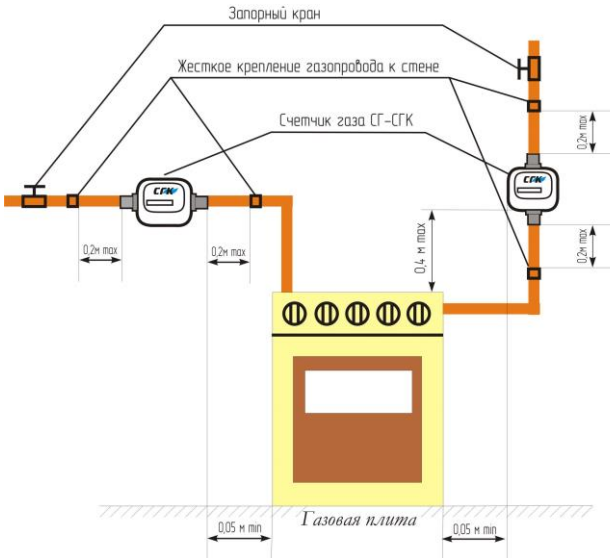 Запорный кран
Жесткое крепление газопровода к стене
Счетчик газа СГ-СГК
0,2м max
СГК
СГК
0,2м max
0,2м max
0,4 м max
0,2м max
Газовая плита
0,05 м min
0,05 м min